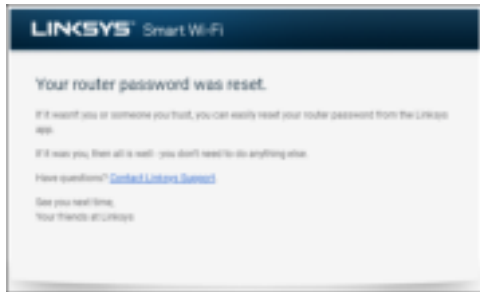 LINKSYS Smart Wi-Fi
Your router password was reset.
If it wasn't you or someone you trust, you can easily reset your router password from the Linksys
app.
If it was you, then all is well - you don't need to do anything else.
Have questions? Contact Linksys Support
See you next time,
Your friends at Linksys